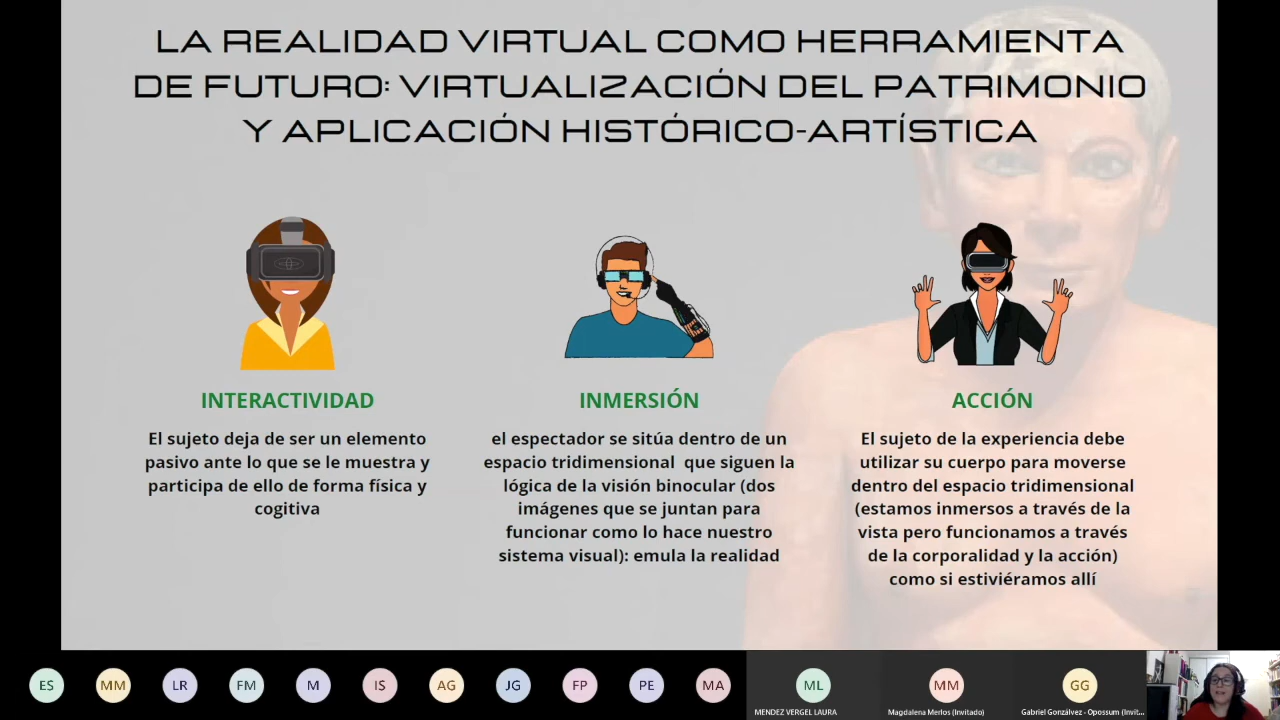 LA REALIDAD VIRTUAL COMO HERRAMIENTA
DE FUTURO: VIRTUALIZACIÓN DEL PATRIMONIO
Y APLICACIÓN HISTÓRICO-ARTÍSTICA
INTERACTIVIDAD
El sujeto deja de ser un elemento
pasivo ante lo que se le muestra y
participa de ello de forma física y
cogitiva
INMERSIÓN
el espectador se sitúa dentro de un
espacio tridimensional que siguen la
lógica de la visión binocular (dos
imágenes que se juntan para
funcionar como lo hace nuestro
sistema visual): emula la realidad
ACCIÓN
El sujeto de la experiencia debe
utilizar su cuerpo para moverse
dentro del espacio tridimensional
(estamos inmersos a través de la
vista pero funcionamos a través
de la corporalidad y la acción)
como si estiviéramos allí
ES
MM
LR
FM
M
IS
AG
JG
FP
PE
MA
ML
MM
GG
MENDEZ VERGEL LAURA
Magdalena Merlos (Invitado)
Gabriel Gonzálvez - Opossum (Invit...